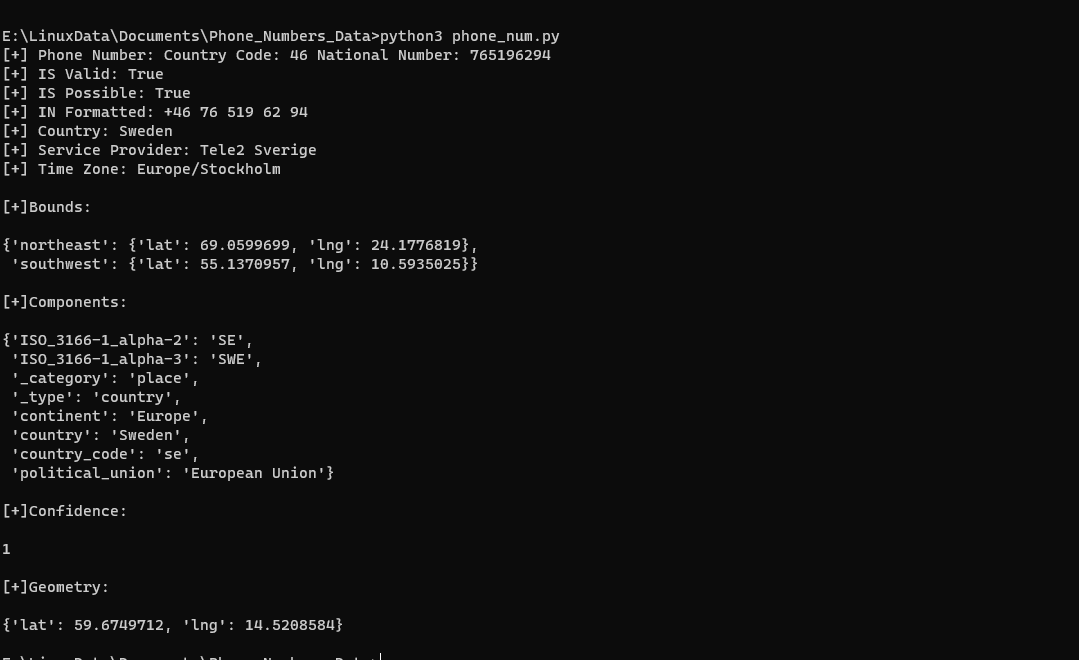 E:\LinuxData\Documents\Phone_Numbers_Data>python3 phone_num.py
[+] Phone Number: Country Code: 46 National Number: 765196294
[+] IS Valid: True
[+] IS Possible: True
[+] IN Formatted: +46 76 519 62 94
[+] Country: Sweden
[+] Service Provider: Tele2 Sverige
[+] Time Zone: Europe/Stockholm
[+]Bounds:
{'northeast': {'lat': 69.0599699, 'lng': 24.1776819},
 'southwest': {'lat': 55.1370957, 'lng': 10.5935025}}
[+]Components:
{'ISO_3166-1_alpha-2': 'SE',
 'ISO_3166-1_alpha-3': 'SWE',
 '_category': 'place',
 '_type': 'country',
 'continent': 'Europe',
 'country': 'Sweden',
 'country_code': 'se',
 'political_union': 'European Union'}
[+]Confidence:
1
[+]Geometry:
{'lat': 59.6749712, 'lng': 14.5208584}
E:\LinuxData\Documents\Phone_Numbers_Data>